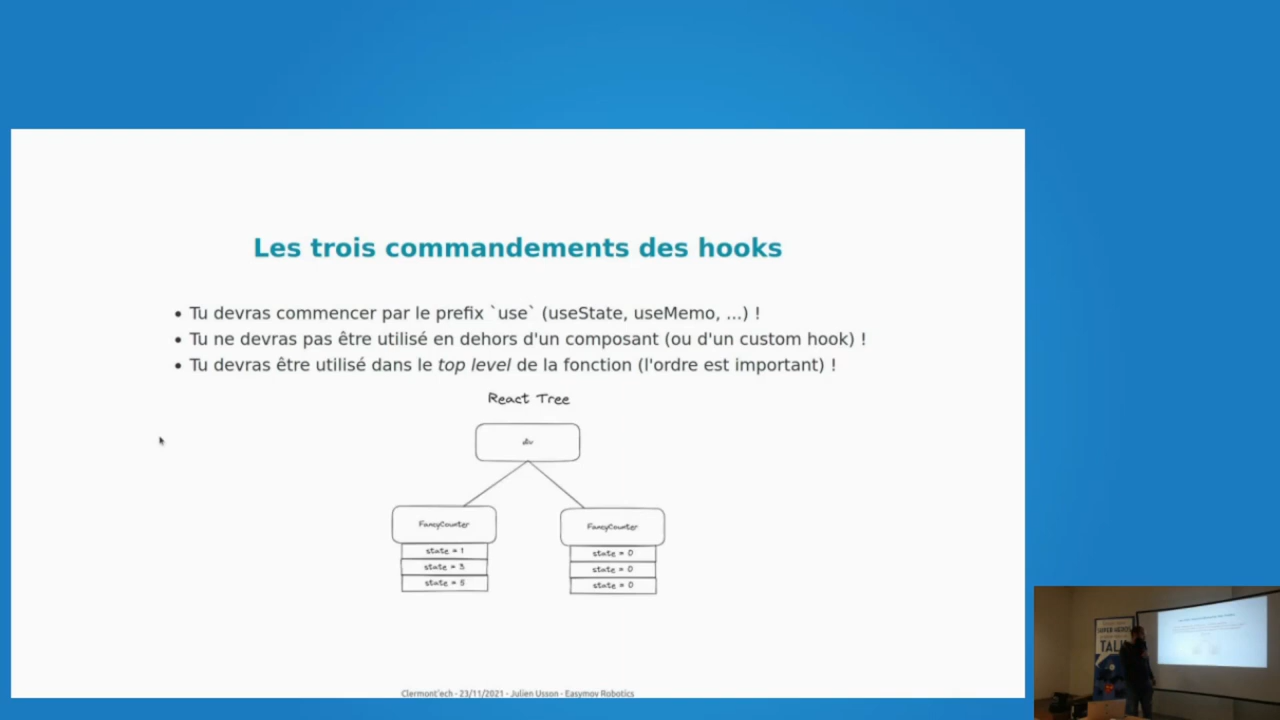 Les trois commandements des hooks
• Tu devras commencer par le prefix `use` (useState, useMemo, ...) !
• Tu ne devras pas être utilisé en dehors d'un composant (ou d'un custom hook) !
• Tu devras être utilisé dans le top level de la fonction (l'ordre est important) !
React Tree
div
FancyCounter
state = 1
state = 3
state = 5
FancyCounter
state = 0
state = 0
state = 0
Clermont'ech - 23/11/2021 - Julien Usson - Easymov Robotics